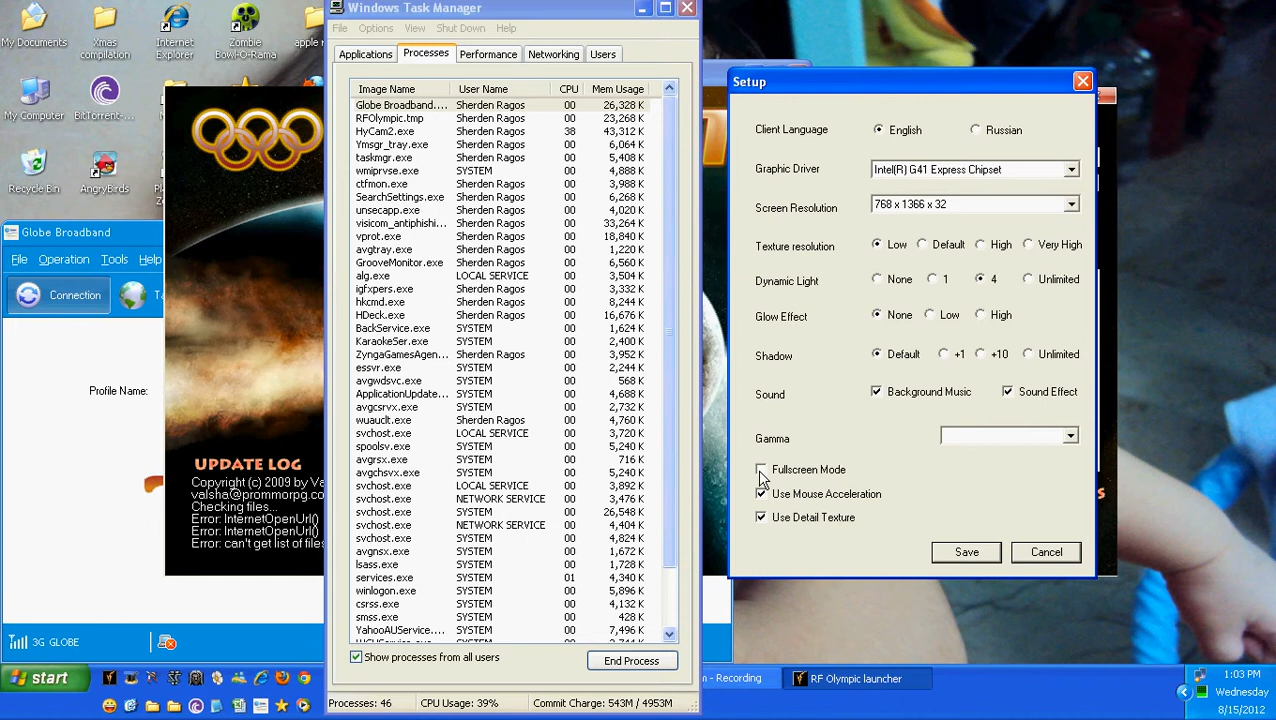 My Documents
Xmas compilation
Internet Explorer
Zombie Bowl-O-Rama
My Computer
BitTorrent-...
Recycle Bin
AngryBirds
Globe Broadband
File Operation Tools Help
Connection
Profile Name:
3G GLOBE
UPDATE LOG
Checking files...
Error: InternetOpenUrl()
Error: InternetOpenUrl()
Error: can't get list of files
Windows Task Manager
File Options View Shut Down Help
Applications Processes Performance Networking Users
Image Name User Name CPU Mem Usage
Globe Broadband.... Sherden Ragos 00 26,328 K
RFOlympic.tmp Sherden Ragos 00 23,268 K
HyCam2.exe Sherden Ragos 38 43,312 K
Ymsgr_tray.exe Sherden Ragos 00 6,064 K
taskmgr.exe Sherden Ragos 00 5,408 K
wmiprvse.exe SYSTEM 00 4,888 K
ctfmon.exe Sherden Ragos 00 3,988 K
SearchSettings.exe Sherden Ragos 00 6,268 K
unsecapp.exe Sherden Ragos 00 4,020 K
visicom_antiphishi... Sherden Ragos 00 33,264 K
vprot.exe Sherden Ragos 00 18,840 K
avgtray.exe Sherden Ragos 00 1,220 K
GrooveMonitor.exe Sherden Ragos 00 6,560 K
alg.exe LOCAL SERVICE 00 3,504 K
igfxpers.exe Sherden Ragos 00 3,332 K
hkcmd.exe Sherden Ragos 00 8,244 K
HDeck.exe Sherden Ragos 00 16,676 K
BackService.exe SYSTEM 00 1,624 K
KaraokeSer.exe SYSTEM 00 2,400 K
ZyngaGamesAgen... Sherden Ragos 00 3,952 K
essvr.exe SYSTEM 00 2,244 K
avgwdsvc.exe SYSTEM 00 568 K
ApplicationUpdate... SYSTEM 00 4,688 K
avgcsrvx.exe SYSTEM 00 2,732 K
wuauclt.exe Sherden Ragos 00 4,760 K
svchost.exe LOCAL SERVICE 00 3,720 K
spoolsv.exe SYSTEM 00 5,544 K
avgrsx.exe SYSTEM 00 716 K
avgchsvx.exe SYSTEM 00 5,240 K
svchost.exe LOCAL SERVICE 00 3,892 K
svchost.exe NETWORK SERVICE 00 3,476 K
svchost.exe SYSTEM 00 26,548 K
svchost.exe NETWORK SERVICE 00 4,404 K
svchost.exe SYSTEM 00 4,824 K
avgnsx.exe SYSTEM 00 1,672 K
lsass.exe SYSTEM 00 1,728 K
services.exe SYSTEM 01 4,340 K
winlogon.exe SYSTEM 00 5,896 K
csrss.exe SYSTEM 00 4,132 K
smss.exe SYSTEM 00 428 K
YahooAUService.... SYSTEM 00 7,496 K
Show processes from all users
End Process
Processes: 46 CPU Usage: 39% Commit Charge: 543M / 4953M
Setup
Client Language English Russian
Graphic Driver Intel(R) G41 Express Chipset
Screen Resolution 768 x 1366 x 32
Texture resolution Low Default High Very High
Dynamic Light None 1 4 Unlimited
Glow Effect None Low High
Shadow Default +1 +10 Unlimited
Sound Background Music Sound Effect
Gamma
Fullscreen Mode
Use Mouse Acceleration
Use Detail Texture
Save Cancel
start
m - Recording
RF Olympic launcher
1:03 PM
Wednesday
8/15/2012